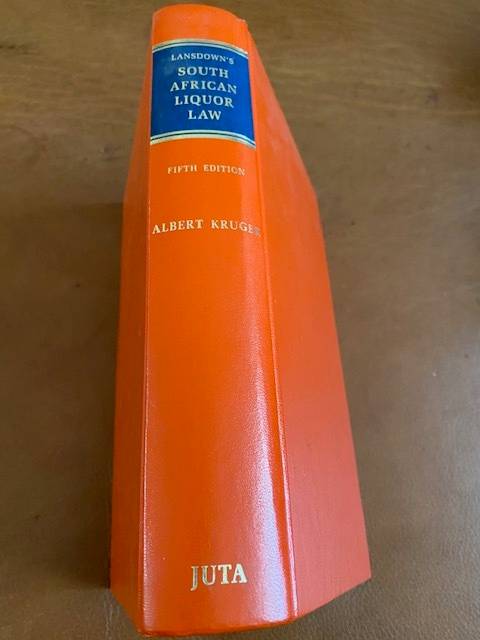 LANSDOWN'S
SOUTH
AFRICAN
LIQUOR
LAW
FIFTH EDITION
ALBERT KRUGER
JUTA